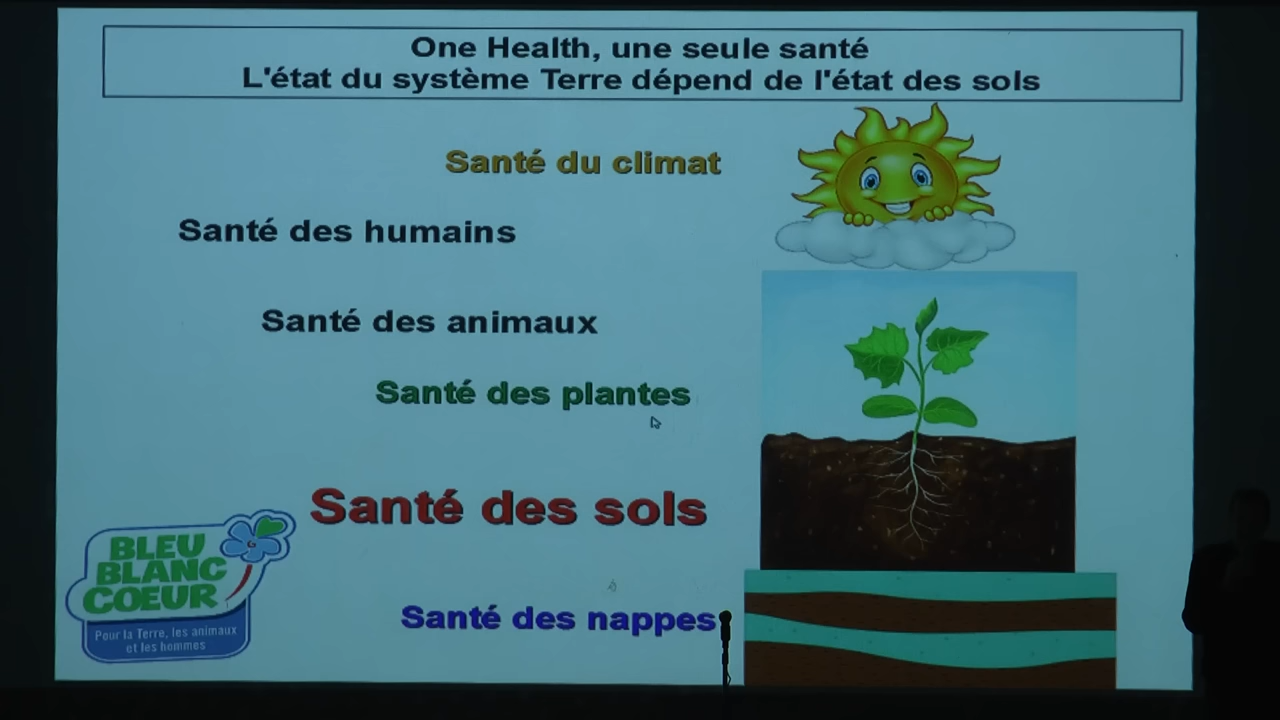 One Health, une seule santé
L'état du système Terre dépend de l'état des sols
Santé du climat
Santé des humains
Santé des animaux
Santé des plantes
Santé des sols
Santé des nappes
BLEU
BLANC
COEUR
Pour la Terre, les animaux
et les hommes